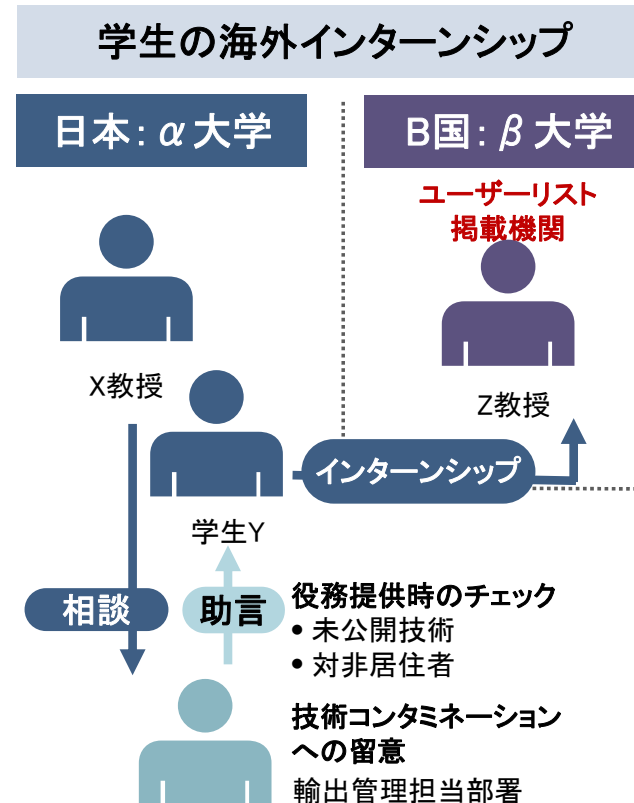 学生の海外インターンシップ
日本：α大学
B国：β大学
ユーザーリスト
掲載機関
X教授
Z教授
インターンシップ
学生Y
相談
助言
役務提供時のチェック
• 未公開技術
• 対非居住者
技術コンタミネーション
への留意
輸出管理担当部署